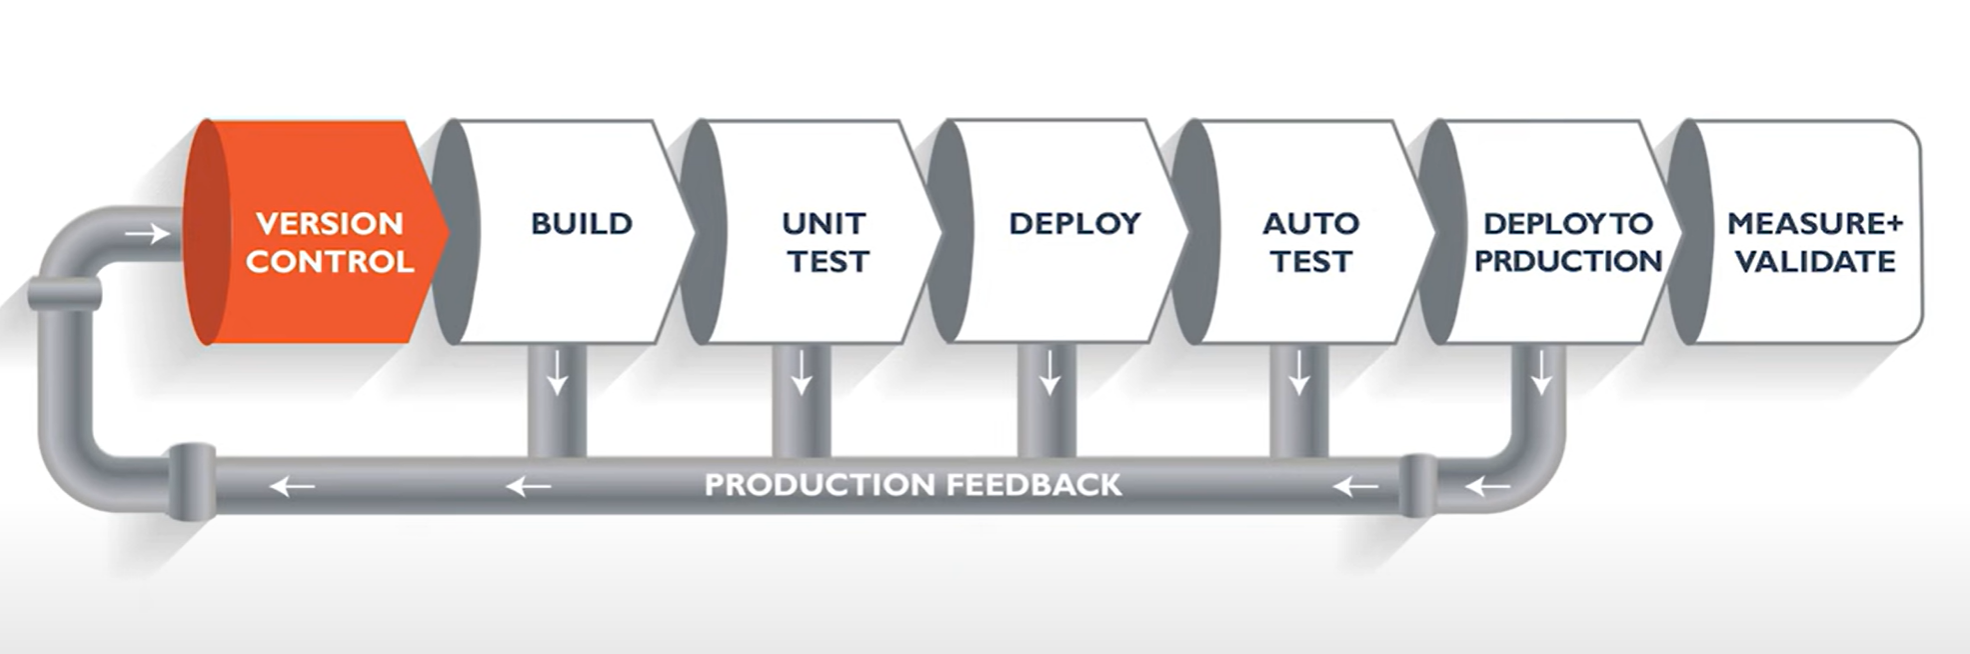 VERSION
CONTROL
BUILD
UNIT
TEST
DEPLOY
AUTO
TEST
DEPLOY TO
PRDUCTION
MEASURE+
VALIDATE
PRODUCTION FEEDBACK